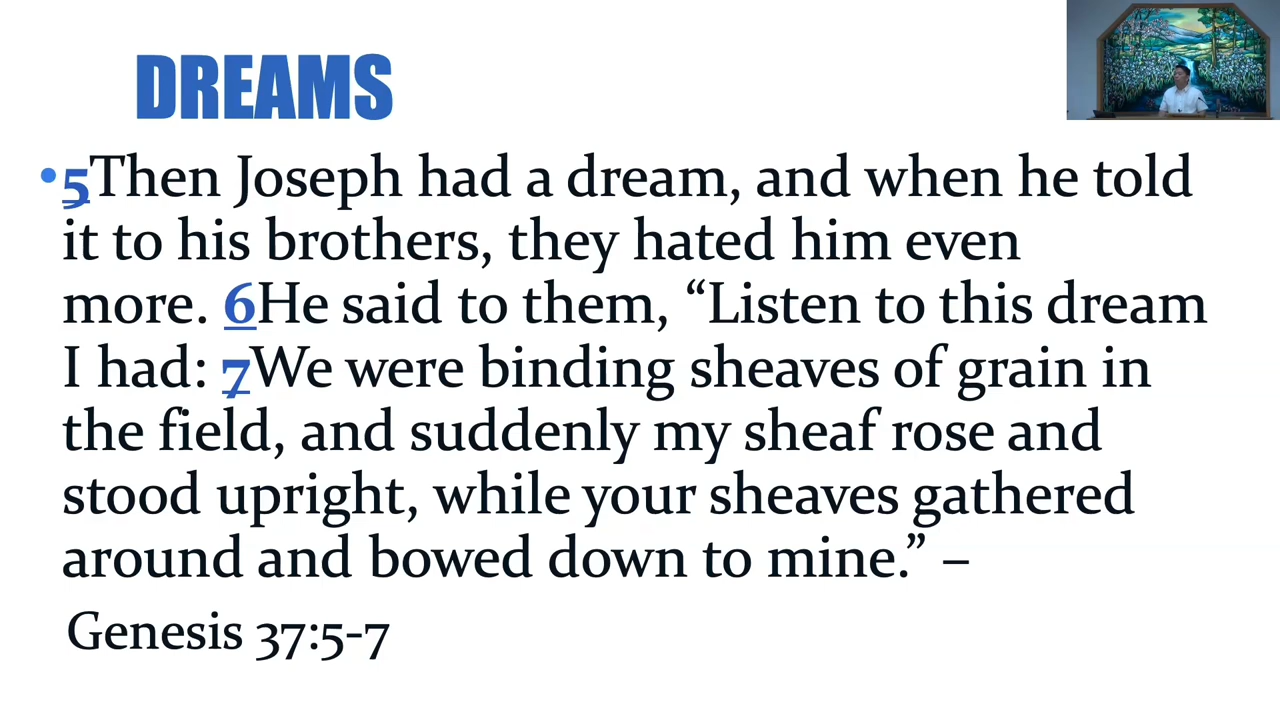 DREAMS
•5Then Joseph had a dream, and when he told
it to his brothers, they hated him even
more. 6He said to them, “Listen to this dream
I had: 7We were binding sheaves of grain in
the field, and suddenly my sheaf rose and
stood upright, while your sheaves gathered
around and bowed down to mine.” –
Genesis 37:5-7